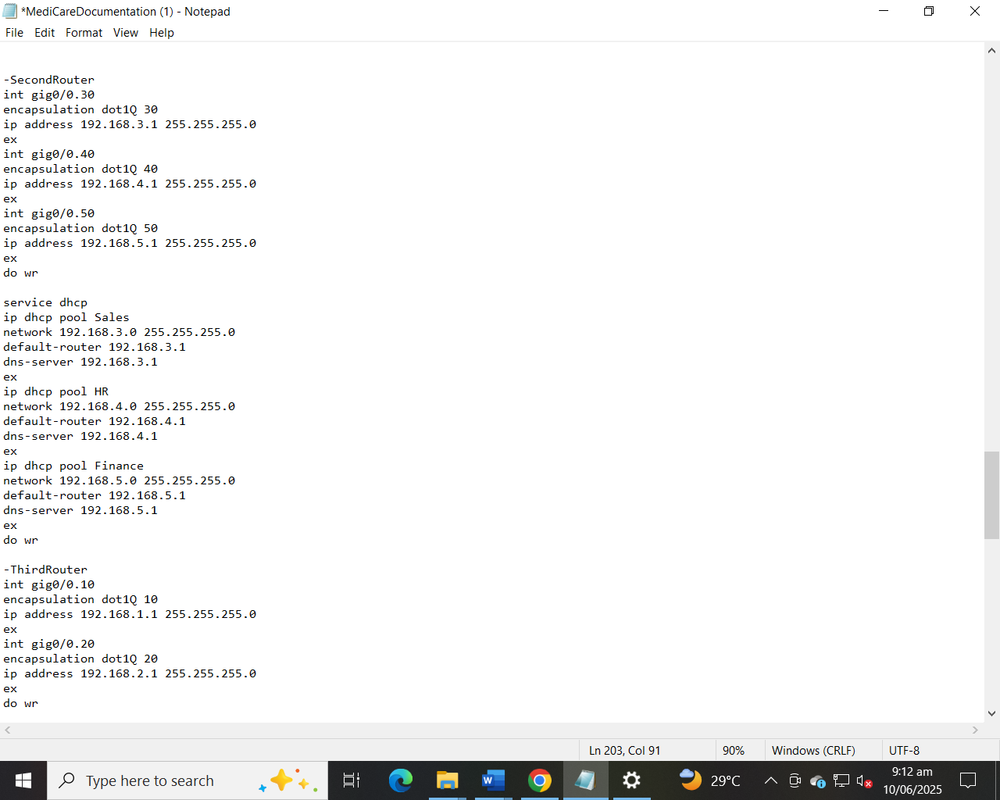 *MediCareDocumentation (1) - Notepad
File Edit Format View Help
-SecondRouter
int gig0/0.30
encapsulation dot1Q 30
ip address 192.168.3.1 255.255.255.0
ex
int gig0/0.40
encapsulation dot1Q 40
ip address 192.168.4.1 255.255.255.0
ex
int gig0/0.50
encapsulation dot1Q 50
ip address 192.168.5.1 255.255.255.0
ex
do wr
service dhcp
ip dhcp pool Sales
network 192.168.3.0 255.255.255.0
default-router 192.168.3.1
dns-server 192.168.3.1
ex
ip dhcp pool HR
network 192.168.4.0 255.255.255.0
default-router 192.168.4.1
dns-server 192.168.4.1
ex
ip dhcp pool Finance
network 192.168.5.0 255.255.255.0
default-router 192.168.5.1
dns-server 192.168.5.1
ex
do wr
-ThirdRouter
int gig0/0.10
encapsulation dot1Q 10
ip address 192.168.1.1 255.255.255.0
ex
int gig0/0.20
encapsulation dot1Q 20
ip address 192.168.2.1 255.255.255.0
ex
do wr
Ln 203, Col 91 90% Windows (CRLF) UTF-8
Type here to search 29°C 9:12 am
10/06/2025